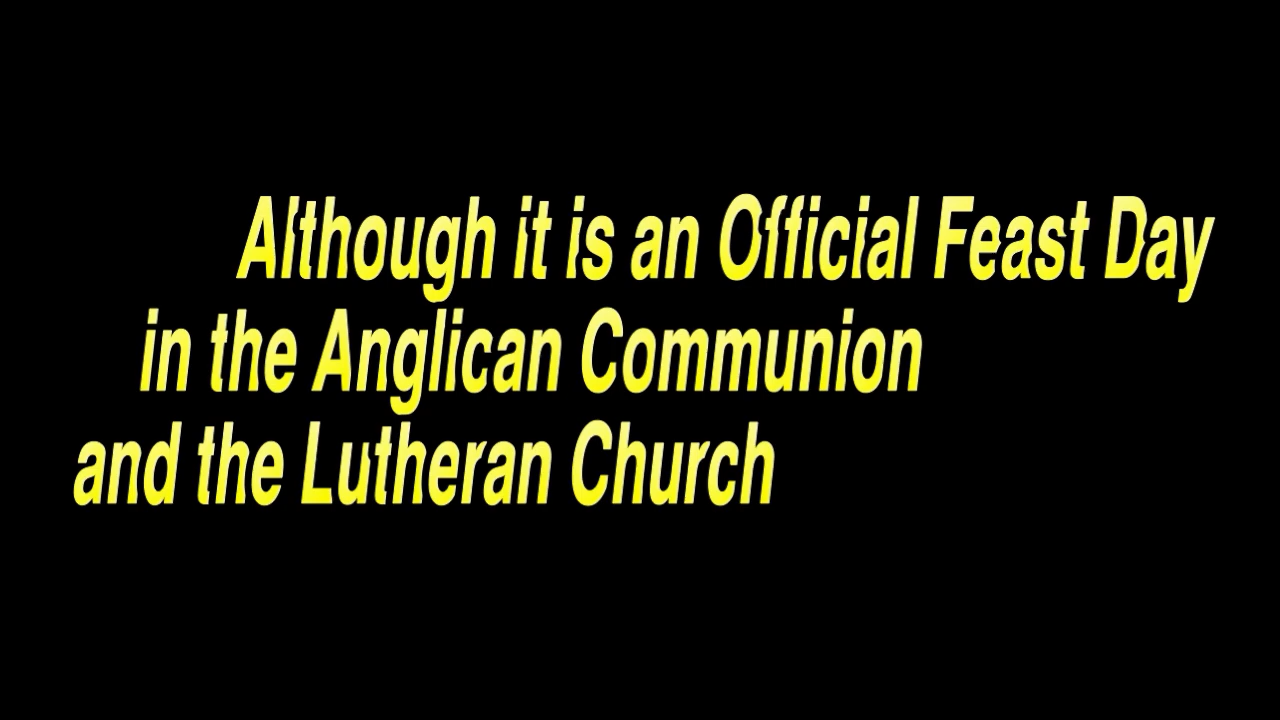 Although it is an Official Feast Day
in the Anglican Communion
and the Lutheran Church